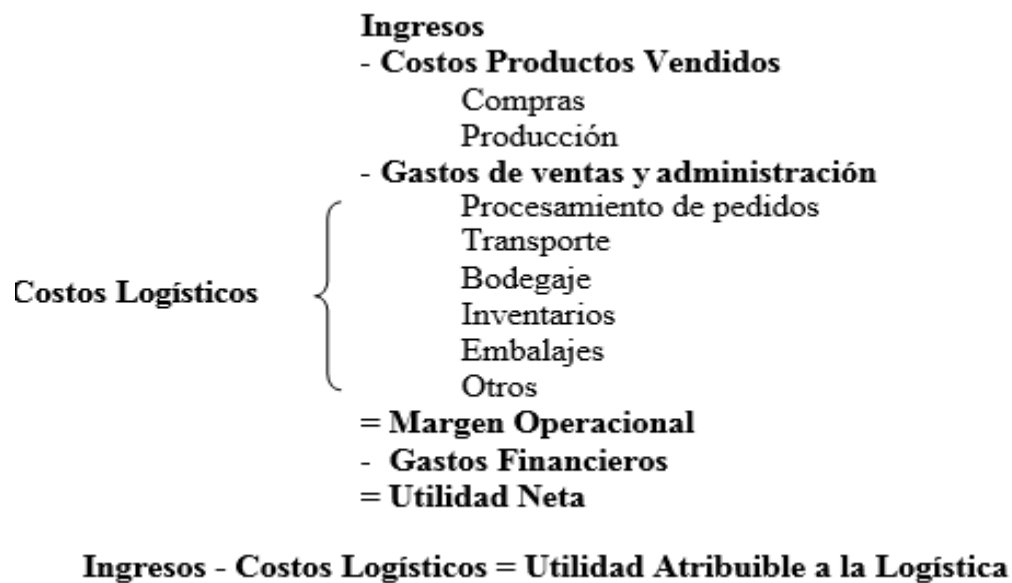 Ingresos
- Costos Productos Vendidos
Compras
Producción
- Gastos de ventas y administración
Procesamiento de pedidos
Transporte
Bodegaje
Costos Logísticos
Inventarios
Embalajes
Otros
= Margen Operacional
- Gastos Financieros
= Utilidad Neta
Ingresos - Costos Logísticos = Utilidad Atribuible a la Logística